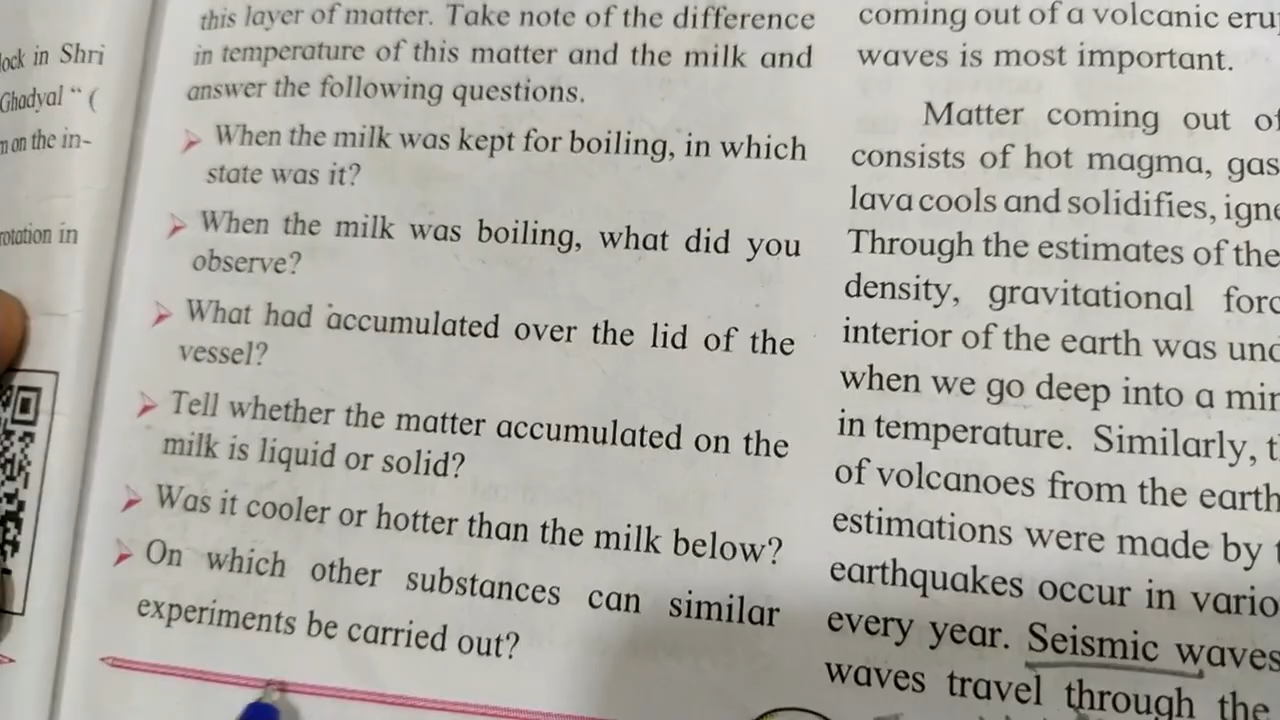 lock in Shri
Ghadyal " (
n on the in-
rotation in
this layer of matter. Take note of the difference
in temperature of this matter and the milk and
answer the following questions.
When the milk was kept for boiling, in which
state was it?
When the milk was boiling, what did you
observe?
What had accumulated over the lid of the
vessel?
Tell whether the matter accumulated on the
milk is liquid or solid?
Was it cooler or hotter than the milk below?
On which other substances can similar
experiments be carried out?
coming out of a volcanic eru
waves is most important.
Matter coming out of
consists of hot magma, gas
lava cools and solidifies, igne
Through the estimates of the
density, gravitational forc
interior of the earth was und
when we go deep into a min
in temperature. Similarly, t
of volcanoes from the earth
estimations were made by t
earthquakes occur in vario
every year. Seismic waves
waves travel through the